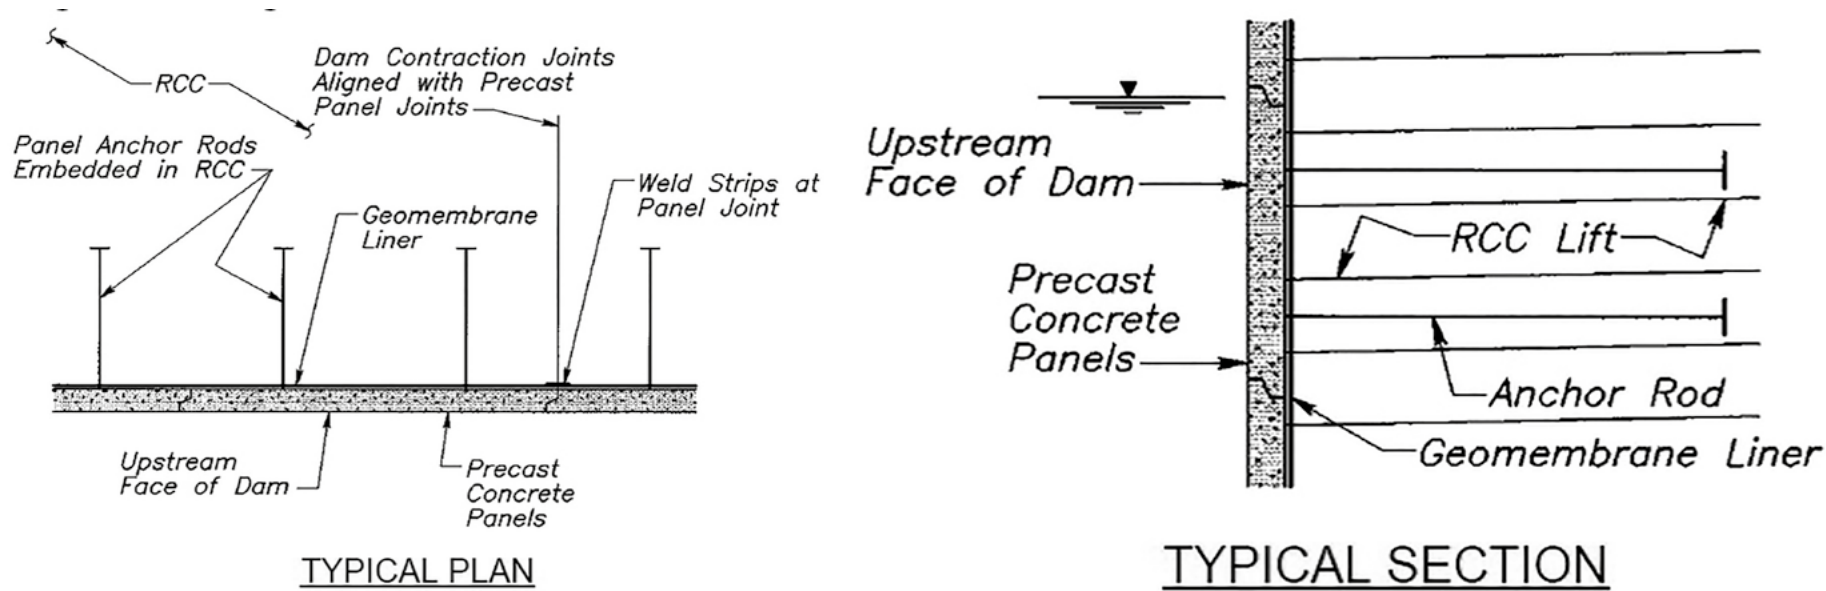 RCC
Dam Contraction Joints
Aligned with Precast
Panel Joints
Panel Anchor Rods
Embedded in RCC
Weld Strips at
Panel Joint
Geomembrane
Liner
Upstream
Face of Dam
Precast
Concrete
Panels
TYPICAL PLAN
Upstream
Face of Dam
RCC Lift
Precast
Concrete
Panels
Anchor Rod
Geomembrane Liner
TYPICAL SECTION